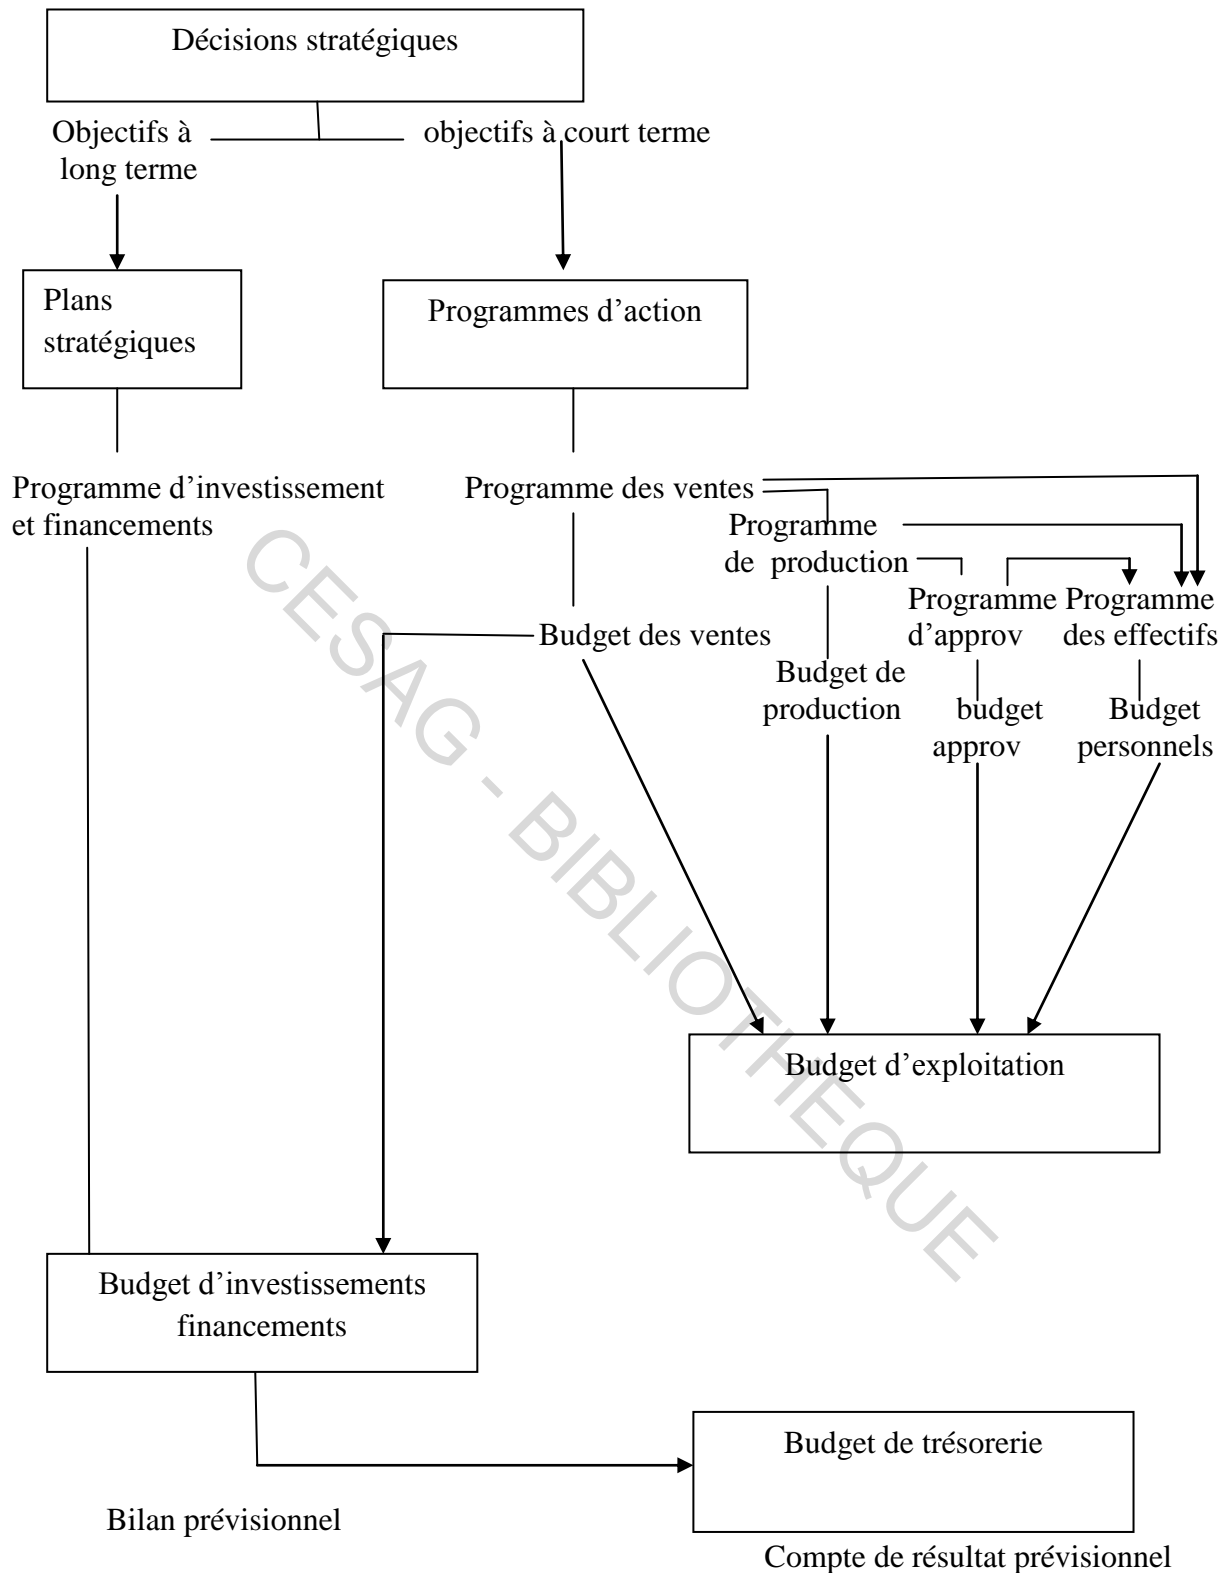 Décisions stratégiques
Objectifs à
long terme
objectifs à court terme
Plans
stratégiques
Programmes d’action
Programme d’investissement
et financements
Programme des ventes
Programme
de production
Programme
d’approv
Programme
des effectifs
Budget des ventes
Budget de
production
budget
approv
Budget
personnels
CESAG - BIBLIOTHEQUE
Budget d’exploitation
Budget d’investissements
financements
Budget de trésorerie
Bilan prévisionnel
Compte de résultat prévisionnel